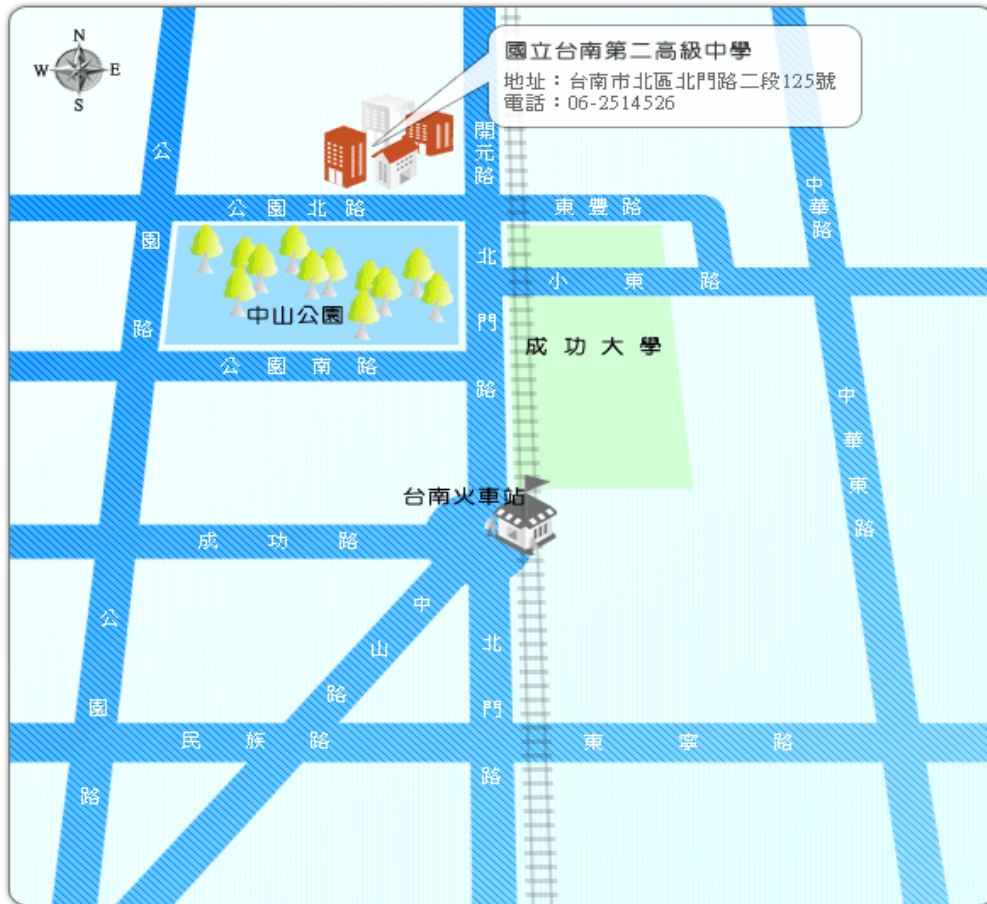 N
W E
S
國立台南第二高級中學
地址：台南市北區北門路二段125號
電話：06-2514526
公園路
開元路
中華路
公園北路
東豐路
北門路
小東路
中山公園
成功大學
公園南路
中華東路
台南火車站
成功路
公園路
中山路
北門路
民族路
東寧路